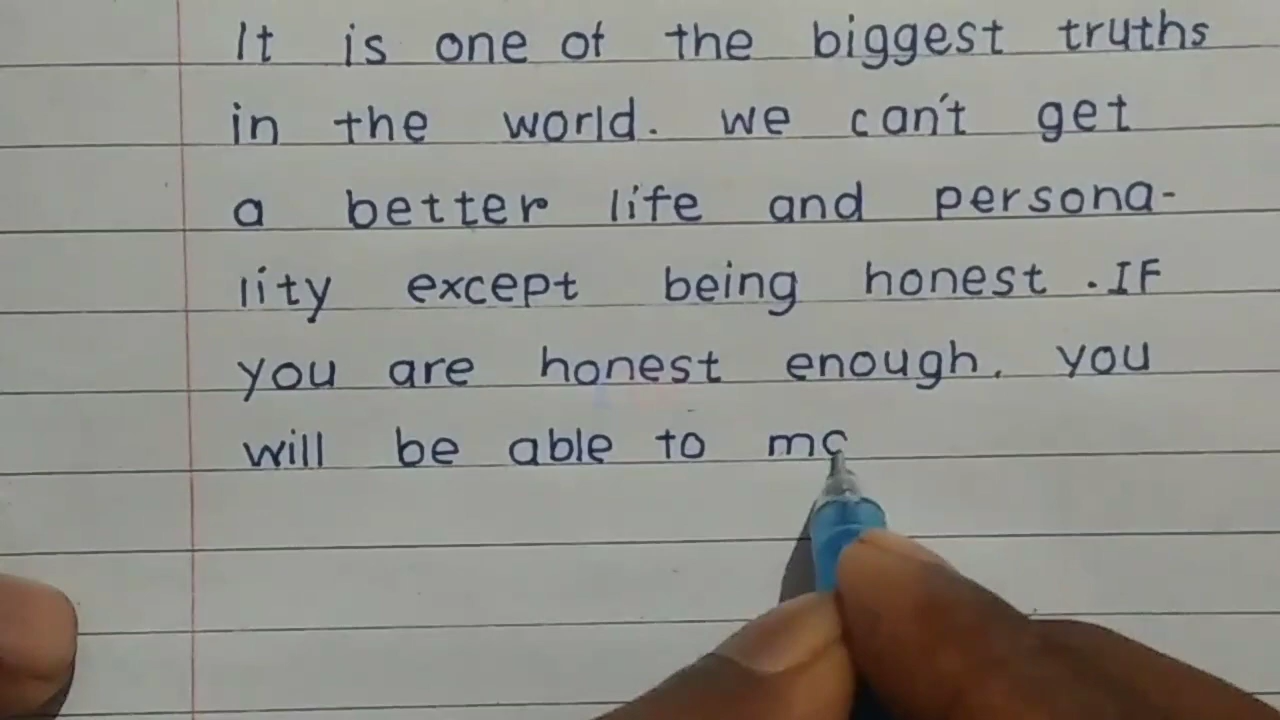 It is one of the biggest truths
in the world. we can't get
a better life and persona-
lity except being honest . IF
you are honest enough, you
will be able to